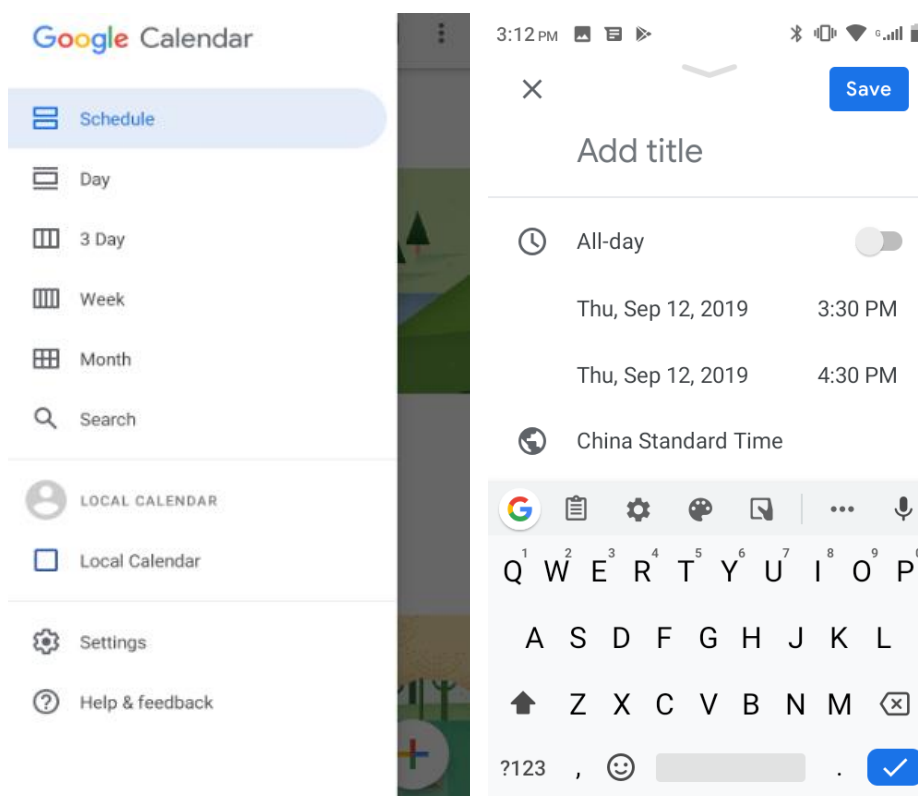 Google Calendar
Schedule
Day
3 Day
Week
Month
Search
LOCAL CALENDAR
Local Calendar
Settings
Help & feedback
3:12 PM
G
Save
Add title
All-day
Thu, Sep 12, 2019 3:30 PM
Thu, Sep 12, 2019 4:30 PM
China Standard Time
G
1 2 3 4 5 6 7 8 9 0
Q W E R T Y U I O P
A S D F G H J K L
Z X C V B N M
?123 , .